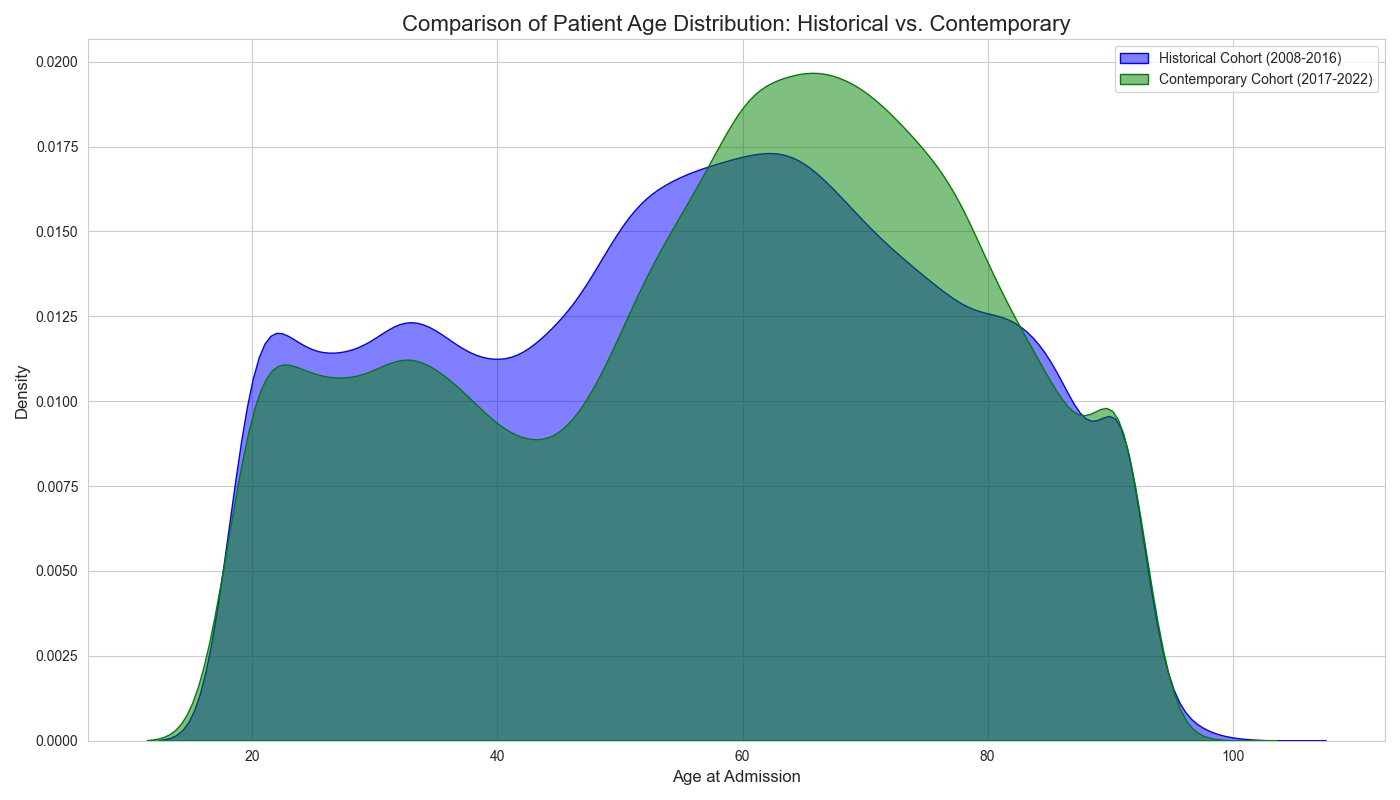 Comparison of Patient Age Distribution: Historical vs. Contemporary
Historical Cohort (2008-2016)
Contemporary Cohort (2017-2022)
Density
0.0200
0.0175
0.0150
0.0125
0.0100
0.0075
0.0050
0.0025
0.0000
20 40 60 80 100
Age at Admission